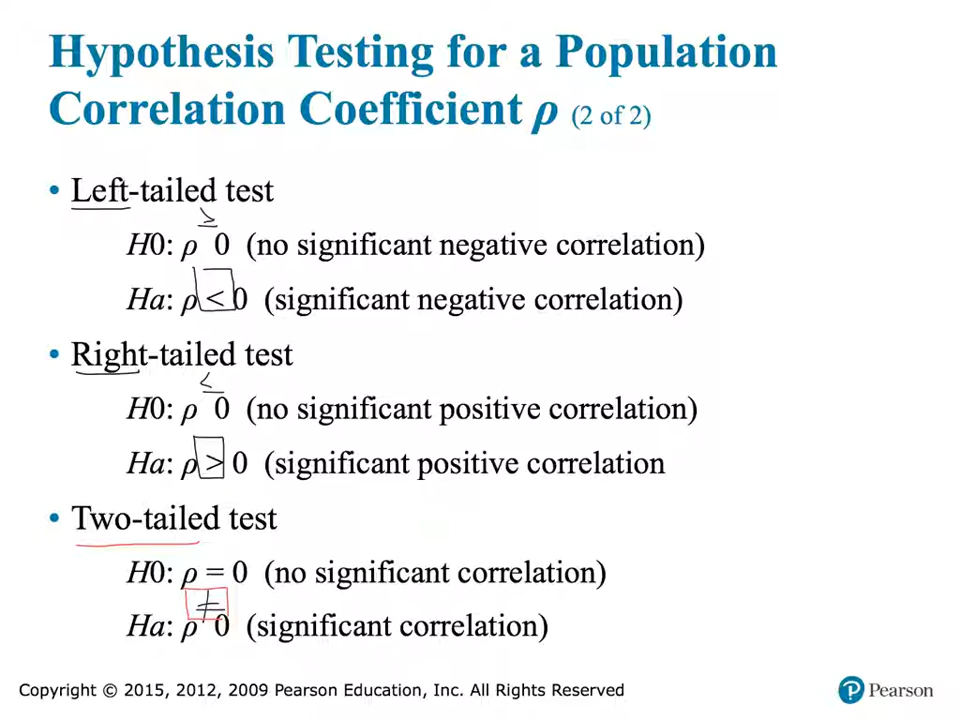 Hypothesis Testing for a Population
Correlation Coefficient ρ (2 of 2)
• Left-tailed test
H0: ρ ≥ 0 (no significant negative correlation)
Ha: ρ < 0 (significant negative correlation)
• Right-tailed test
H0: ρ ≤ 0 (no significant positive correlation)
Ha: ρ > 0 (significant positive correlation
• Two-tailed test
H0: ρ = 0 (no significant correlation)
Ha: ρ ≠ 0 (significant correlation)
Copyright © 2015, 2012, 2009 Pearson Education, Inc. All Rights Reserved
P Pearson